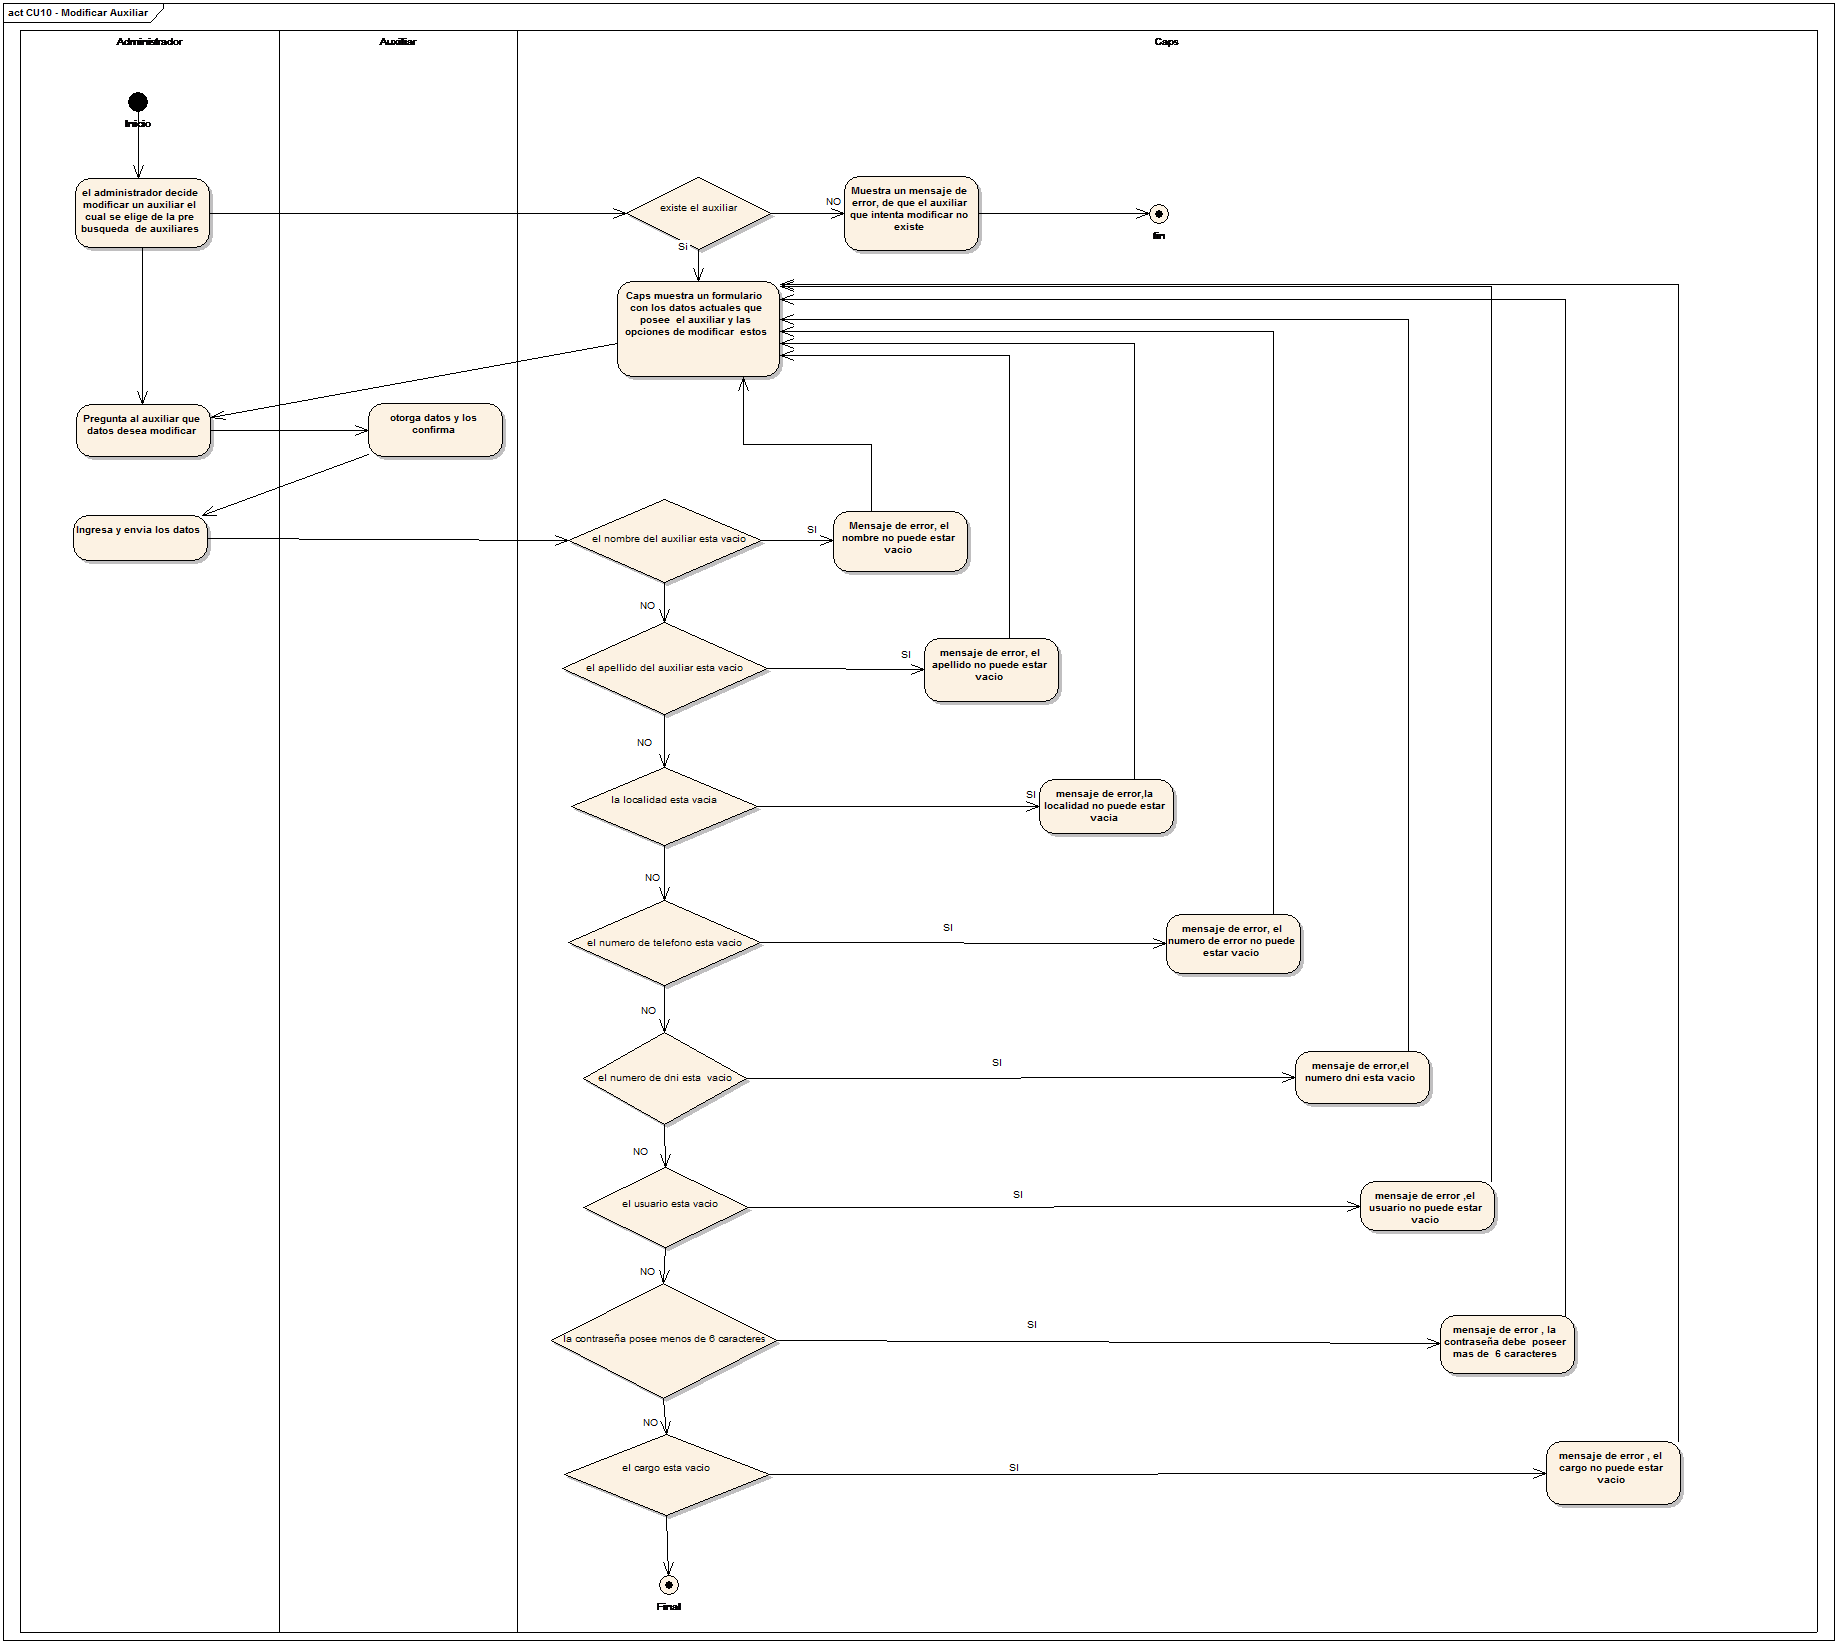 act CU10 - Modificar Auxiliar
Administrador
Auxiliar
Caps
Inicio
el administrador decide
modificar un auxiliar el
cual se elige de la pre
busqueda de auxiliares
existe el auxiliar
NO
Muestra un mensaje de
error, de que el auxiliar
que intenta modificar no
existe
fin
Si
Caps muestra un formulario
con los datos actuales que
posee el auxiliar y las
opciones de modificar estos
Pregunta al auxiliar que
datos desea modificar
otorga datos y los
confirma
Ingresa y envia los datos
el nombre del auxiliar esta vacio
SI
Mensaje de error, el
nombre no puede estar
vacio
NO
el apellido del auxiliar esta vacio
SI
mensaje de error, el
apellido no puede estar
vacio
NO
la localidad esta vacia
SI
mensaje de error,la
localidad no puede estar
vacia
NO
el numero de telefono esta vacio
SI
mensaje de error, el
numero de error no puede
estar vacio
NO
el numero de dni esta vacio
SI
mensaje de error,el
numero dni esta vacio
NO
el usuario esta vacio
SI
mensaje de error ,el
usuario no puede estar
vacio
NO
la contraseña posee menos de 6 caracteres
SI
mensaje de error , la
contraseña debe poseer
mas de 6 caracteres
NO
el cargo esta vacio
SI
mensaje de error , el
cargo no puede estar
vacio
Final